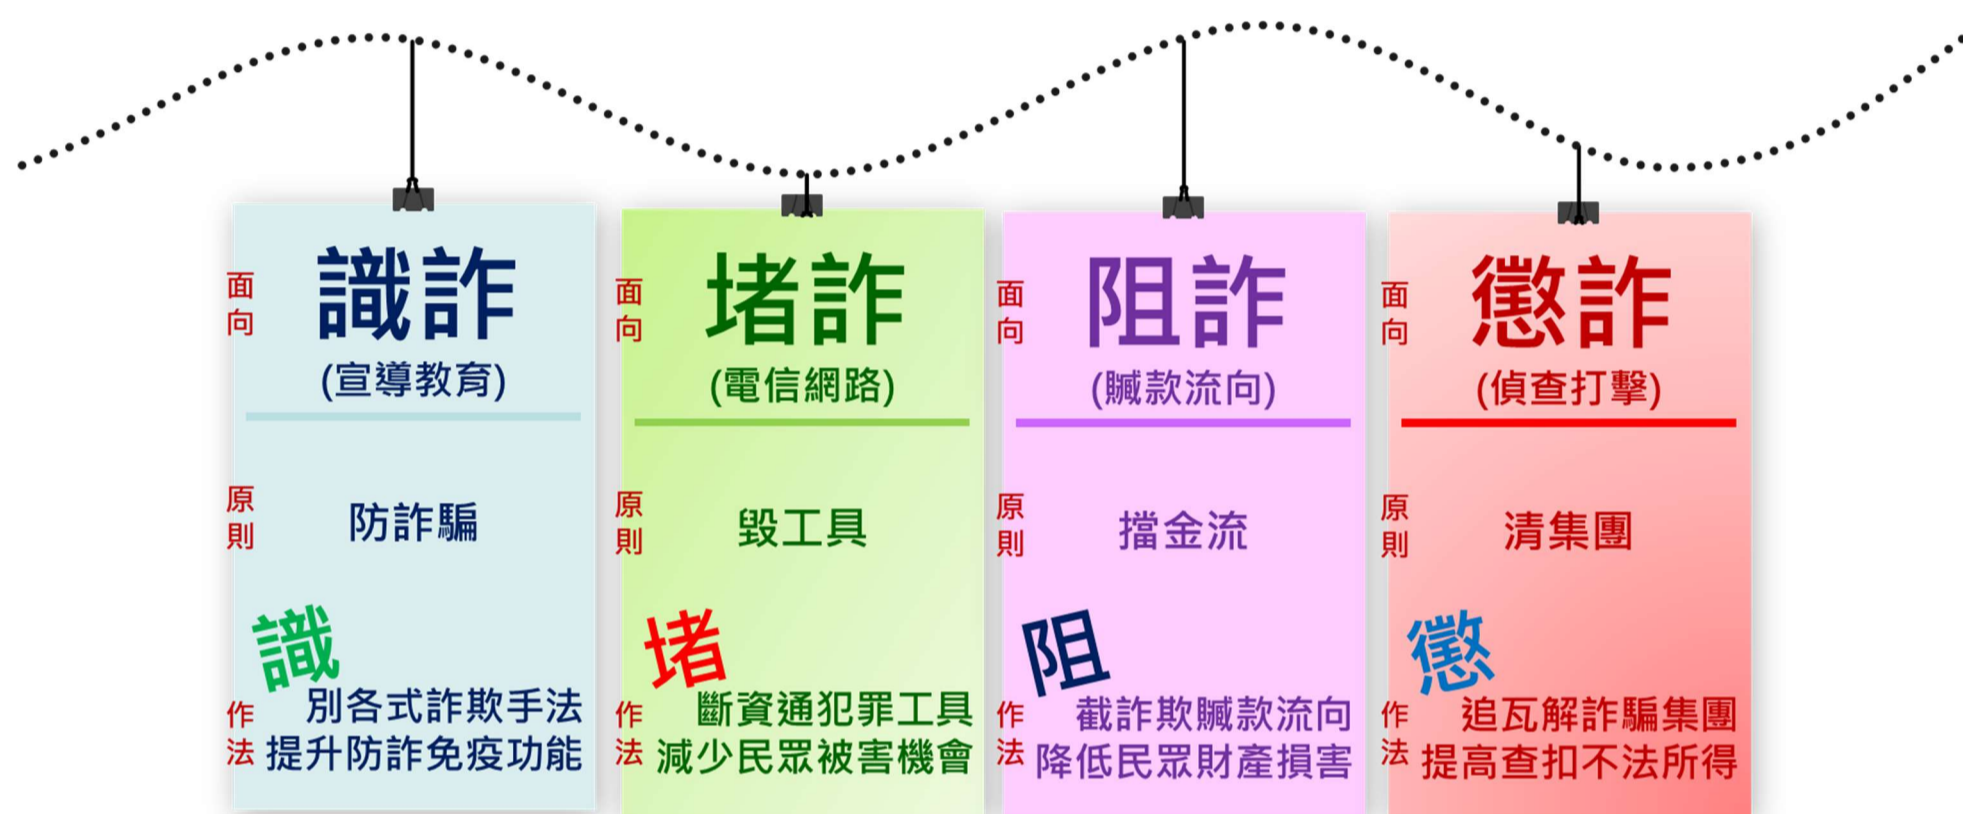 面向
識詐
(宣導教育)
原則
防詐騙
作法
識
別各式詐欺手法
提升防詐免疫功能
面向
堵詐
(電信網路)
原則
毀工具
作法
堵
斷資通犯罪工具
減少民眾被害機會
面向
阻詐
(贓款流向)
原則
擋金流
作法
阻
截詐欺贓款流向
降低民眾財產損害
面向
懲詐
(偵查打擊)
原則
清集團
作法
懲
追瓦解詐騙集團
提高查扣不法所得